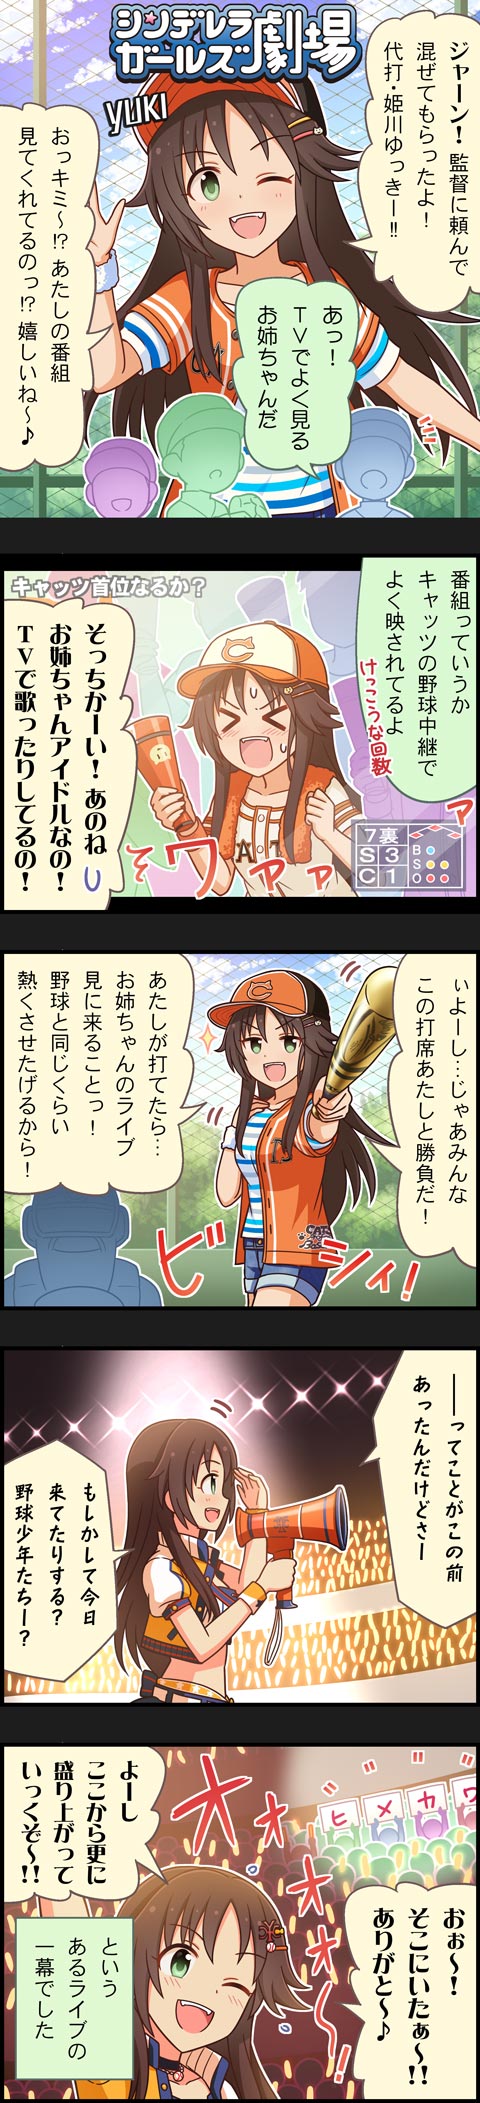 シンデレラ
ガールズ劇場
YUKI
ジャーン！監督に頼んで
混ぜてもらったよ！
代打・姫川ゆっきー!!
あっ！
TVでよく見る
お姉ちゃんだ
おっキミ〜!? あたしの番組
見てくれてるのっ!? 嬉しいね〜♪
キャッツ首位なるか？
番組っていうか
キャッツの野球中継で
よく映されてるよ
けっこうな回数
そっちかーい！あのね
お姉ちゃんアイドルなの！
TVで歌ったりしてるの！
ワァァァ
7裏
S 3
C 1
B
S
O
いよーし…じゃあみんな
この打席あたしと勝負だ！
あたしが打てたら…
お姉ちゃんのライブ
見に来ることっ！
野球と同じくらい
熱くさせたげるから！
ビシィ！
――ってことがこの前
あったんだけどさー
もしかして今日
来てたりする？
野球少年たちー？
ヒメカワ
オオオオ〜!!
おぉ〜！
そこにいたぁ〜!!
ありがと〜♪
よーし
ここから更に
盛り上がって
いっくぞ〜!!
という
あるライブの
一幕でした